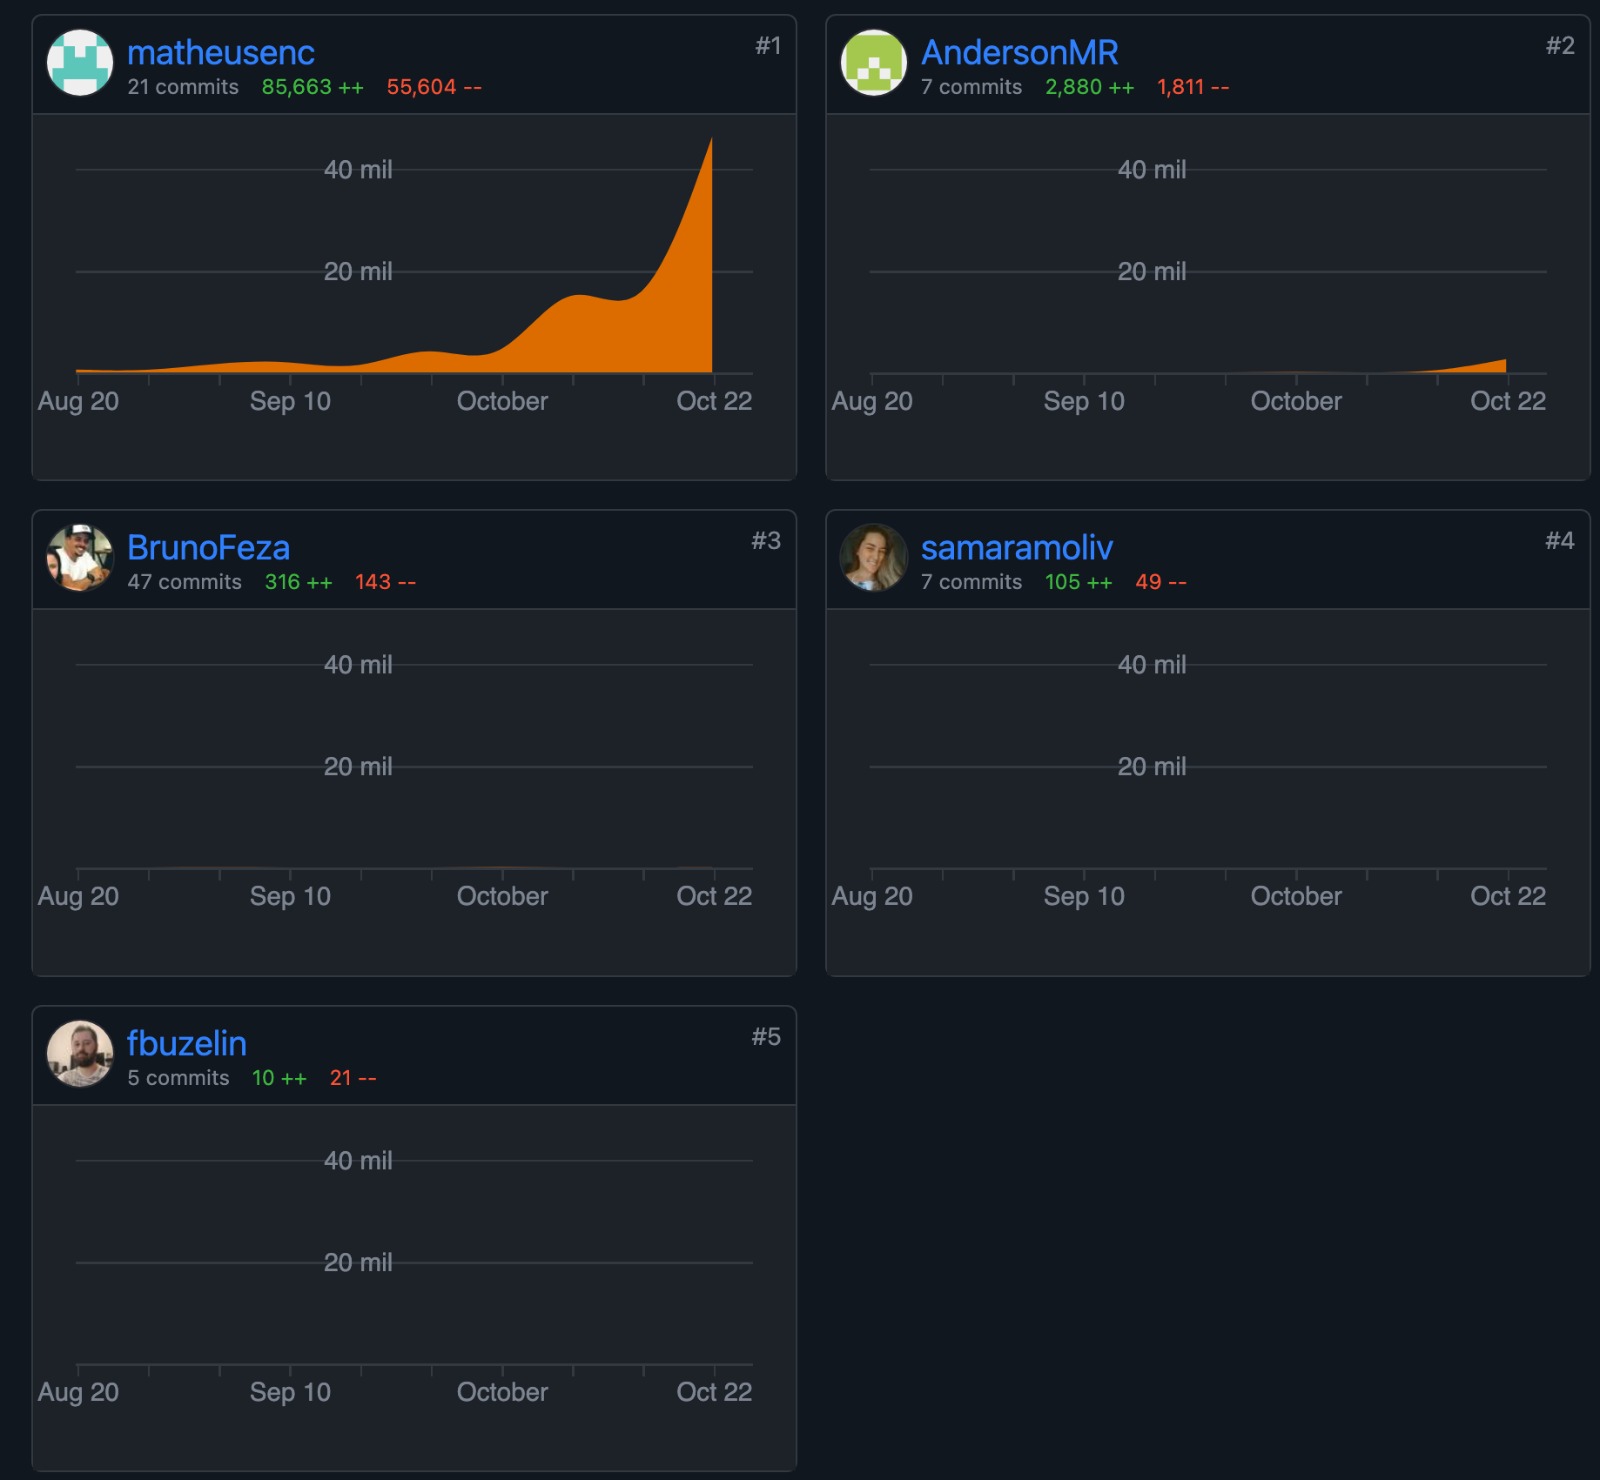 matheusenc
#1
21 commits 85,663 ++ 55,604 --
40 mil
20 mil
Aug 20 Sep 10 October Oct 22
AndersonMR
#2
7 commits 2,880 ++ 1,811 --
40 mil
20 mil
Aug 20 Sep 10 October Oct 22
BrunoFeza
#3
47 commits 316 ++ 143 --
40 mil
20 mil
Aug 20 Sep 10 October Oct 22
samaramoliv
#4
7 commits 105 ++ 49 --
40 mil
20 mil
Aug 20 Sep 10 October Oct 22
fbuzelin
#5
5 commits 10 ++ 21 --
40 mil
20 mil
Aug 20 Sep 10 October Oct 22